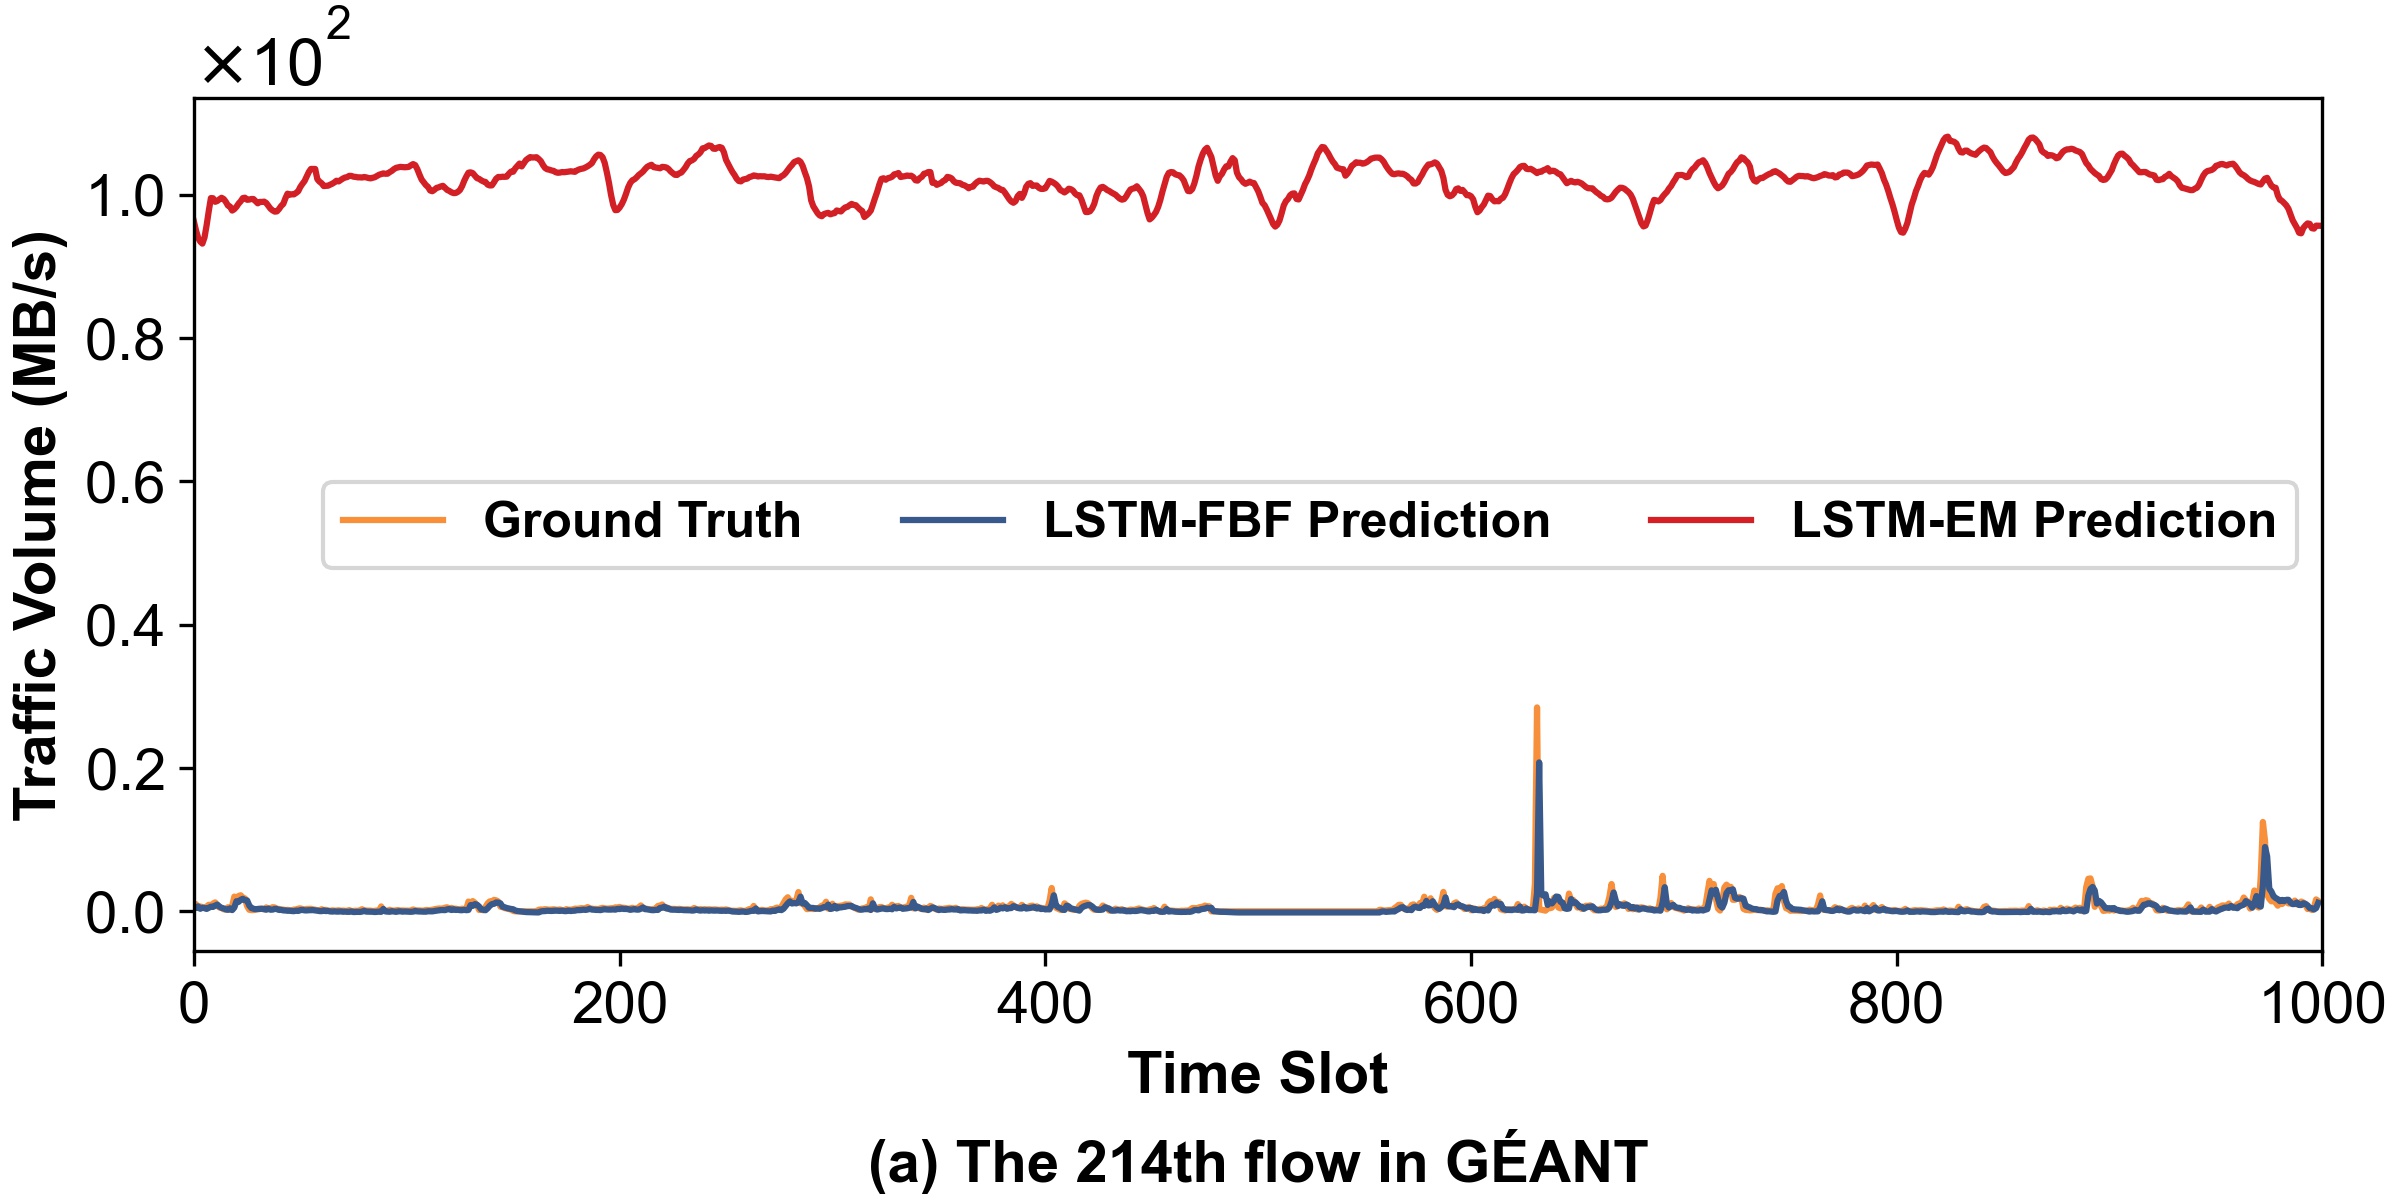 ×10²
Traffic Volume (MB/s)
1.0
0.8
0.6
0.4
0.2
0.0
Ground Truth LSTM-FBF Prediction LSTM-EM Prediction
0 200 400 600 800 1000
Time Slot
(a) The 214th flow in GÉANT